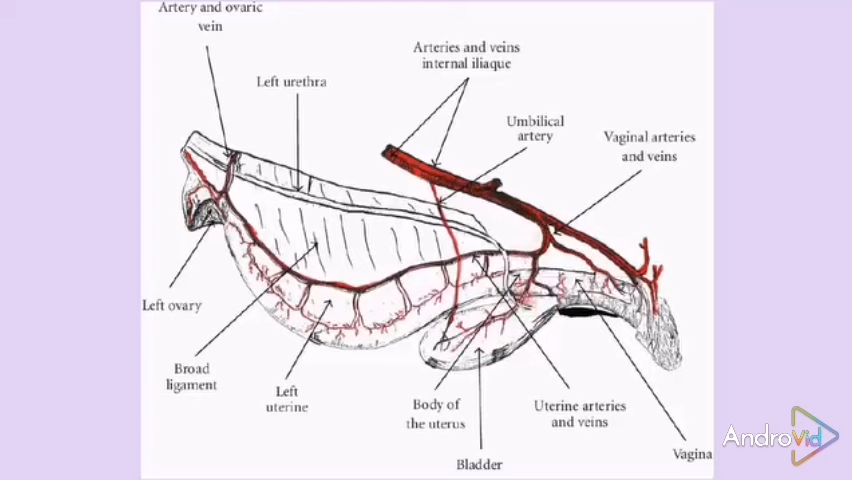 Artery and ovaric
vein
Arteries and veins
internal iliaque
Left urethra
Umbilical
artery
Vaginal arteries
and veins
Left ovary
Broad
ligament
Left
uterine
Body of
the uterus
Uterine arteries
and veins
Bladder
Vagina
AndroVid